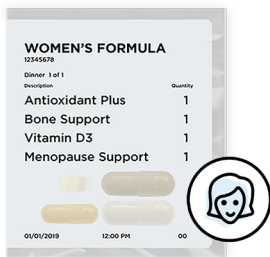 WOMEN'S FORMULA
12345678
Dinner 1 of 1
Description Quantity
Antioxidant Plus 1
Bone Support 1
Vitamin D3 1
Menopause Support 1
01/01/2019 12:00 PM 00